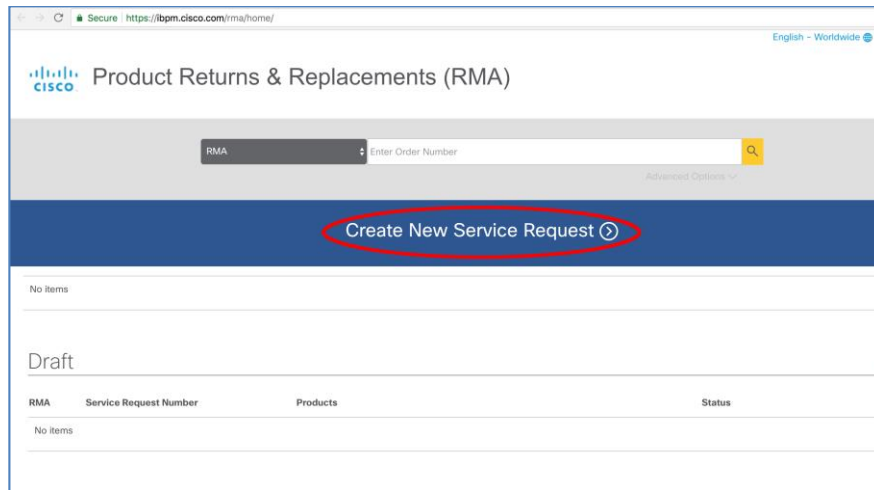 Secure https://ibpm.cisco.com/rma/home/
English - Worldwide
CISCO Product Returns & Replacements (RMA)
RMA Enter Order Number
Advanced Options
Create New Service Request
No items
Draft
RMA Service Request Number Products Status
No items